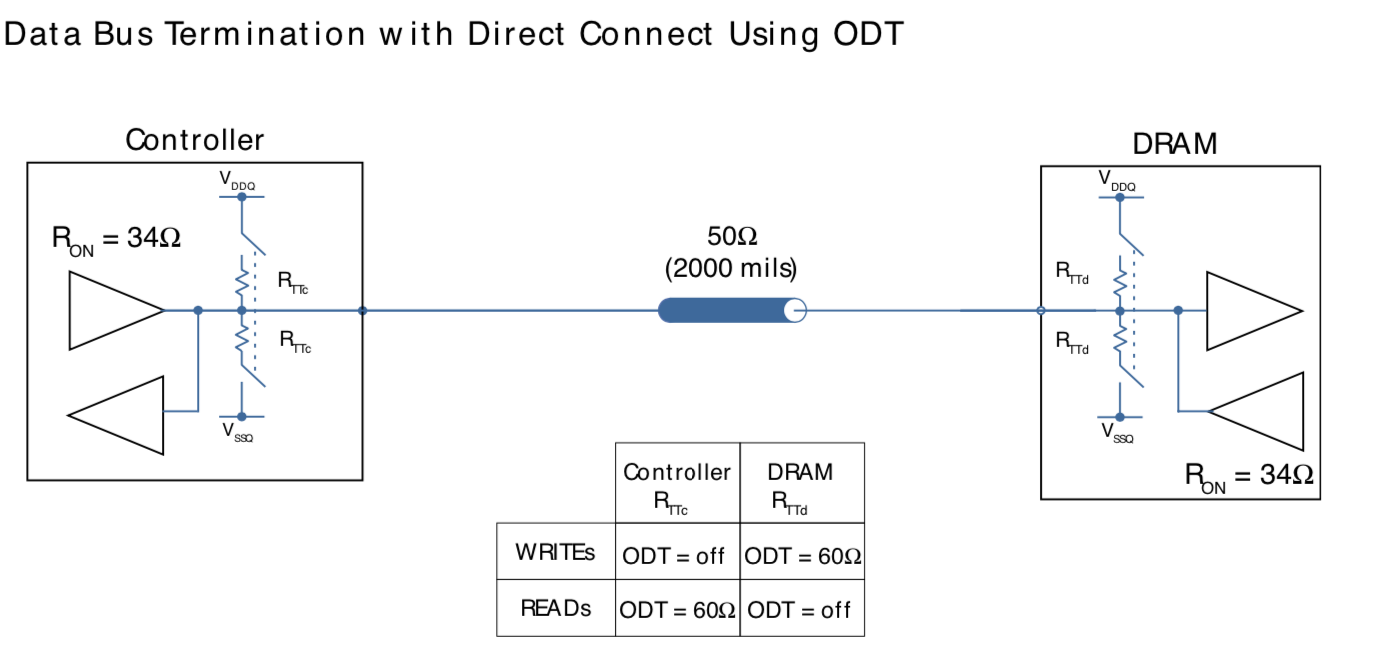 Data Bus Termination with Direct Connect Using ODT
Controller
DRAM
VDDQ
VDDQ
RON = 34Ω
50Ω
(2000 mils)
RTTc
RTTd
RTTc
RTTd
VSSQ
VSSQ
RON = 34Ω
Controller DRAM
RTTc RTTd
WRITEs ODT = off ODT = 60Ω
READs ODT = 60Ω ODT = off